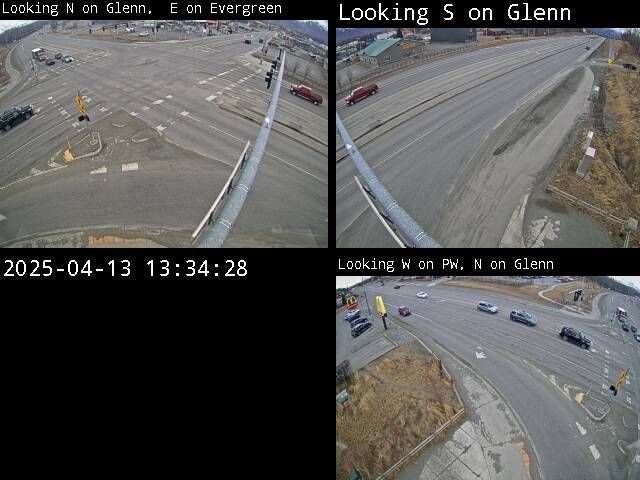 Looking N on Glenn,  E on Evergreen
Looking S on Glenn
2025-04-13 13:34:28
Looking W on PW, N on Glenn